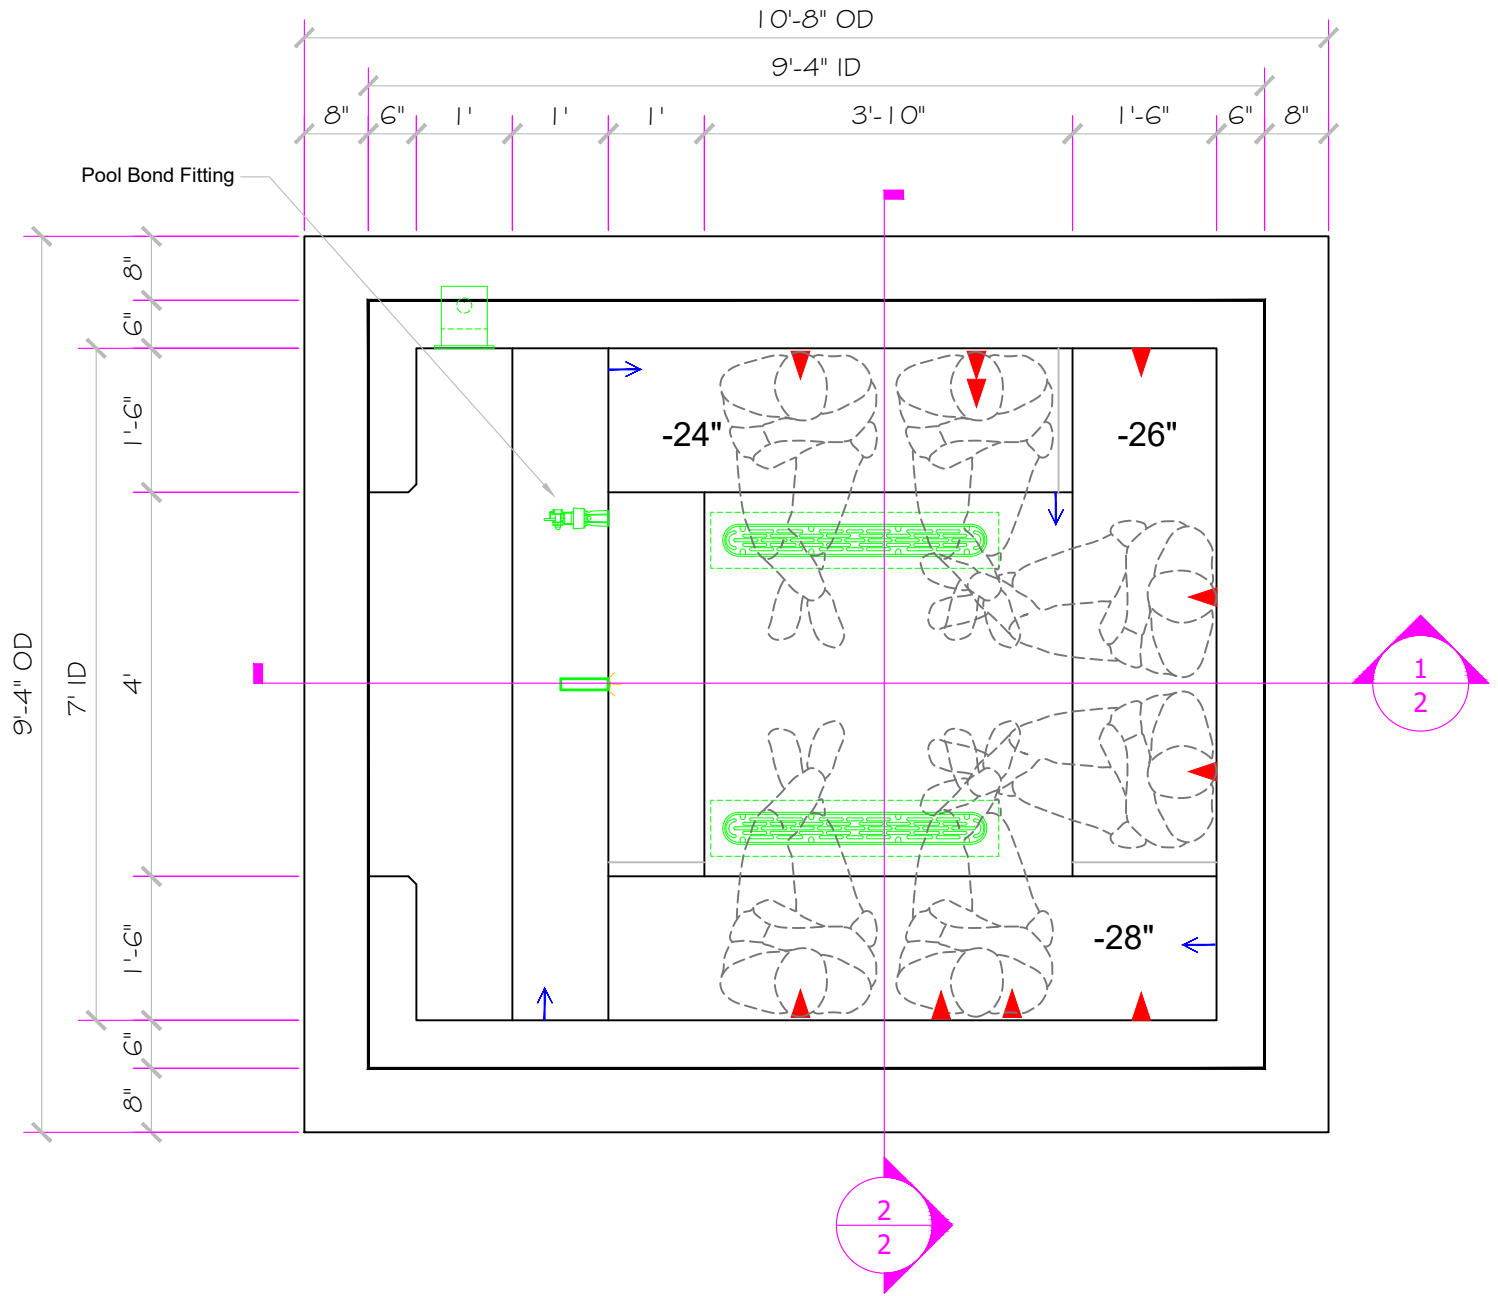 10'-8" OD
9'-4" ID
8" 6" 1' 1' 1' 3'-10" 1'-6" 6" 8"
Pool Bond Fitting
8"
6"
1'-6"
-24" -26"
9'-4" OD
7' ID
4'
1
2
1'-6"
-28"
6"
8"
2
2